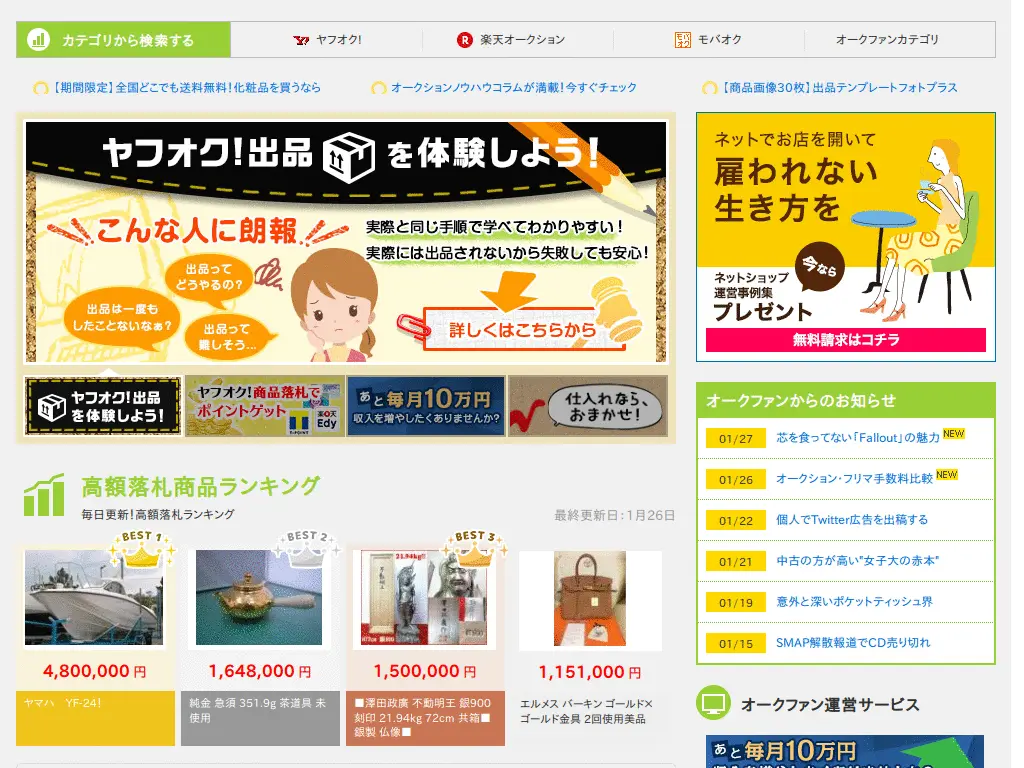 カテゴリから検索する
ヤフオク!
楽天オークション
モバオク
オークファンカテゴリ
【期間限定】全国どこでも送料無料!化粧品を買うなら
オークションノウハウコラムが満載!今すぐチェック
【商品画像30枚】出品テンプレートフォトプラス
ヤフオク!出品を体験しよう!
こんな人に朗報
実際と同じ手順で学べてわかりやすい!
実際には出品されないから失敗しても安心!
出品って
どうやるの?
出品は一度も
したことないなぁ?
出品って
難しそう…
詳しくはこちらから
ヤフオク!出品
を体験しよう!
ヤフオク!商品落札で
ポイントゲット
楽天
Edy
あと毎月10万円
収入を増やしたくありませんか?
仕入れなら、
おまかせ!
ネットでお店を開いて
雇われない
生き方を
今なら
ネットショップ
運営事例集
プレゼント
無料請求はコチラ
オークファンからのお知らせ
01/27 芯を食ってない「Fallout」の魅力 NEW
01/26 オークション・フリマ手数料比較 NEW
01/22 個人でTwitter広告を出稿する
01/21 中古の方が高い"女子大の赤本"
01/19 意外と深いポケットティッシュ界
01/15 SMAP解散報道でCD売り切れ
高額落札商品ランキング
毎日更新!高額落札ランキング
最終更新日:1月26日
BEST 1
BEST 2
BEST 3
21.94kg!!
4,800,000 円
1,648,000 円
1,500,000 円
1,151,000 円
ヤマハ YF-24!
純金 急須 351.9g 茶道具 未
使用
■澤田政廣 不動明王 銀900
刻印 21.94kg 72cm 共箱■
銀製 仏像■
エルメス バーキン ゴールド×
ゴールド金具 2回使用美品
オークファン運営サービス
あと毎月10万円